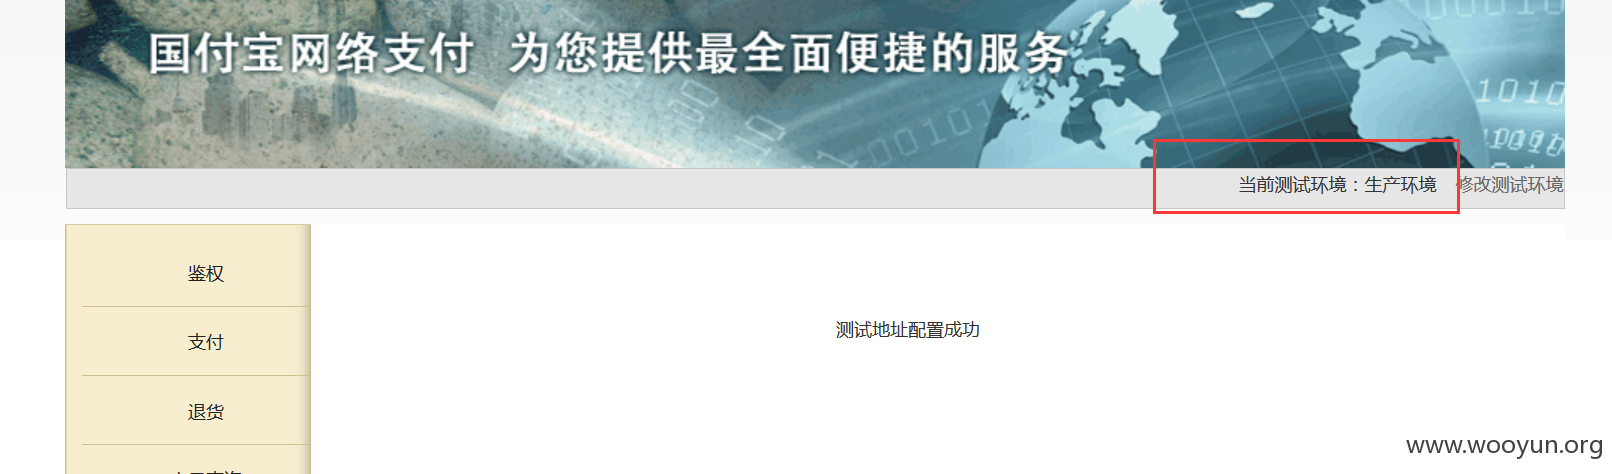 国付宝网络支付 为您提供最全面便捷的服务
当前测试环境：生产环境 修改测试环境
鉴权
支付
测试地址配置成功
退货
www.wooyun.org